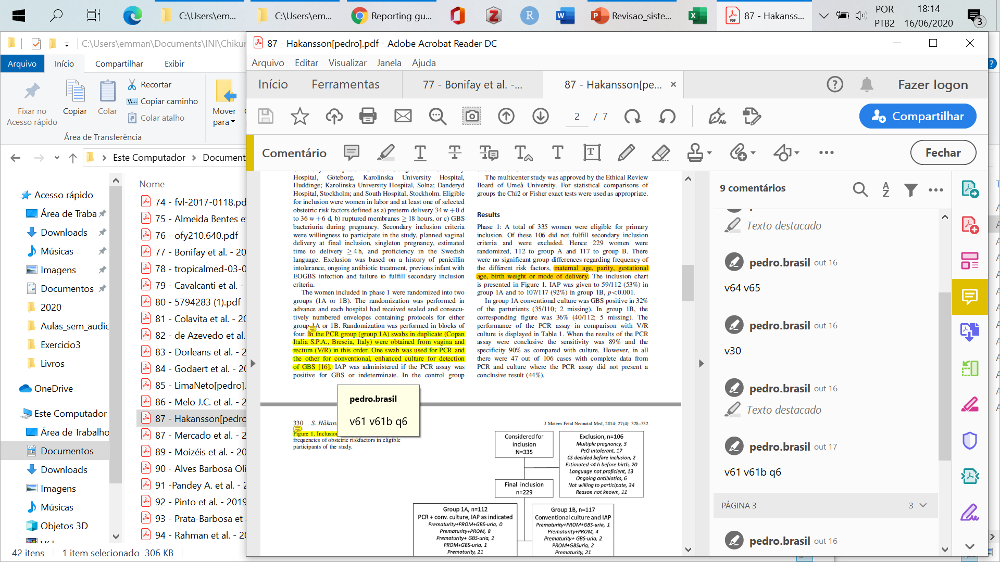 C:\Users\em...
C:\Users\em...
Reporting gu...
Revisao_siste...
87 - Hakanss...
POR
PTB2
18:14
16/06/2020
3
C:\Users\emman\Documents\INI\Chikur
Arquivo
Início
Compartilhar
Exibir
Fixar no
Acesso rápido
Copiar
Colar
Recortar
Copiar caminho
Colar atalho
Mover
para
Área de Transferência
Este Computador
Document
Nome
Acesso rápido
Área de Traba
Downloads
Músicas
Imagens
Documentos
2020
Aulas_sem_audic
Exercicio3
Livros
OneDrive
Este Computador
Área de Trabalho
Documentos
Downloads
Imagens
Músicas
Objetos 3D
74 - fvl-2017-0118.pd
75 - Almeida Bentes e
76 - ofy210.640.pdf
77 - Bonifay et al. - 20
78 - tropicalmed-03-0
79 - Cavalcanti et al. -
80 - 5794283 (1).pdf
81 - Colavita et al. - 20
82 - de Azevedo et al.
83 - Dorleans et al. - 2
84 - Godaert et al. - 2
85 - LimaNeto[pedro].
86 - Melo J.C. et al. - 2
87 - Hakansson[pedro
87 - Mercado et al. - 2
89 - Moizéis et al. - 20
90 - Alves Barbosa Oli
91 -Pandey A. et al. - 2
92 - Pinto et al. - 2019
93 - Prata-Barbosa et
94 - Rahman et al. - 20
42 itens
1 item selecionado 306 KB
87 - Hakansson[pedro].pdf - Adobe Acrobat Reader DC
Arquivo Editar Visualizar Janela Ajuda
Início
Ferramentas
77 - Bonifay et al. -...
87 - Hakansson[pe...
Fazer logon
2 / 7
Compartilhar
Comentário
Fechar
Hospital, Göteborg, Karolinska University Hospital,
Huddinge; Karolinska University Hospital, Solna; Danderyd
Hospital, Stockholm; and South Hospital, Stockholm. Eligible
for inclusion were women in labor and at least one of selected
obstetric risk factors defined as a) preterm delivery 34 w + 0 d
to 36 w + 6 d, b) ruptured membranes ≥ 18 hours, or c) GBS
bacteriuria during pregnancy. Secondary inclusion criteria
were willingness to participate in the study, planned vaginal
delivery at final inclusion, singleton pregnancy, estimated
time to delivery ≥ 4 h, and proficiency in the Swedish
language. Exclusion was based on a history of penicillin
intolerance, ongoing antibiotic treatment, previous infant with
EOGBS infection and failure to fulfill secondary inclusion
criteria.
The women included in phase 1 were randomized into two
groups (1A or 1B). The randomization was performed in
advance and each hospital had received sealed and consecu-
tively numbered envelopes containing protocols for either
group 1A or 1B. Randomization was performed in blocks of
four. In the PCR group (group 1A) swabs in duplicate (Copan
Italia S.P.A., Brescia, Italy) were obtained from vagina and
rectum (V/R) in this order. One swab was used for PCR and
the other for conventional, enhanced culture for detection
of GBS [16]. IAP was administered if the PCR assay was
positive for GBS or indeterminate. In the control group
The multicenter study was approved by the Ethical Review
Board of Umeå University. For statistical comparisons of
groups the Chi2 or Fisher exact tests were used as appropriate.
Results
Phase 1: A total of 335 women were eligible for primary
inclusion. Of these 106 did not fulfill secondary inclusion
criteria and were excluded. Hence 229 women were
randomized, 112 to group A and 117 to group B. There
were no significant group differences regarding frequency of
the different risk factors, maternal age, parity, gestational
age, birth weight or mode of delivery. The inclusion chart
is presented in Figure 1. IAP was given to 59/112 (53%) in
group 1A and to 107/117 (92%) in group 1B, p<0.001.
In group 1A conventional culture was GBS positive in 32%
of the parturients (35/110; 2 missing). In group 1B, the
corresponding figure was 36% (40/112; 5 missing). The
performance of the PCR assay in comparison with V/R
culture is displayed in Table 1. When the results of the PCR
assay were conclusive the sensitivity was 89% and the
specificity 90% as compared with culture. However, in all
there were 47 out of 106 cases with complete data from
PCR and culture where the PCR assay did not present a
conclusive result (44%).
pedro.brasil
v61 v61b q6
330 S. Håkans
J Matern Fetal Neonatal Med, 2014; 27(4): 328–332
Figure 1. Inclusion
frequencies of obstetric riskfactors in eligible
participants of the study.
Considered for
inclusion
N=335
Exclusion, n=106
Multiple pregnancy, 3
PcG intolerant, 17
CS decided before inclusion, 2
Estimated <4 h before birth, 20
Language not proficient, 13
Ongoing antibiotics, 6
Not willing to participate, 34
Reason not known, 11
Final inclusion
n=229
Group 1A, n=112
PCR + conv. culture, IAP as indicated
Prematurity+PROM+GBS-uria, 0
Prematurity+PROM, 8
Prematurity+ GBS-uria, 2
PROM+GBS-uria, 1
Prematurity, 21
Group 1B, n=117
Conventional culture and IAP
Prematurity+PROM+GBS-uria, 1
Prematurity+PROM, 4
Prematurity+ GBS-uria, 2
PROM+GBSuria, 2
Prematurity, 21
9 comentários
Texto destacado
pedro.brasil out 16
v64 v65
pedro.brasil out 16
v30
pedro.brasil out 16
Texto destacado
pedro.brasil out 17
v61 v61b q6
PÁGINA 3
3
pedro.brasil out 16